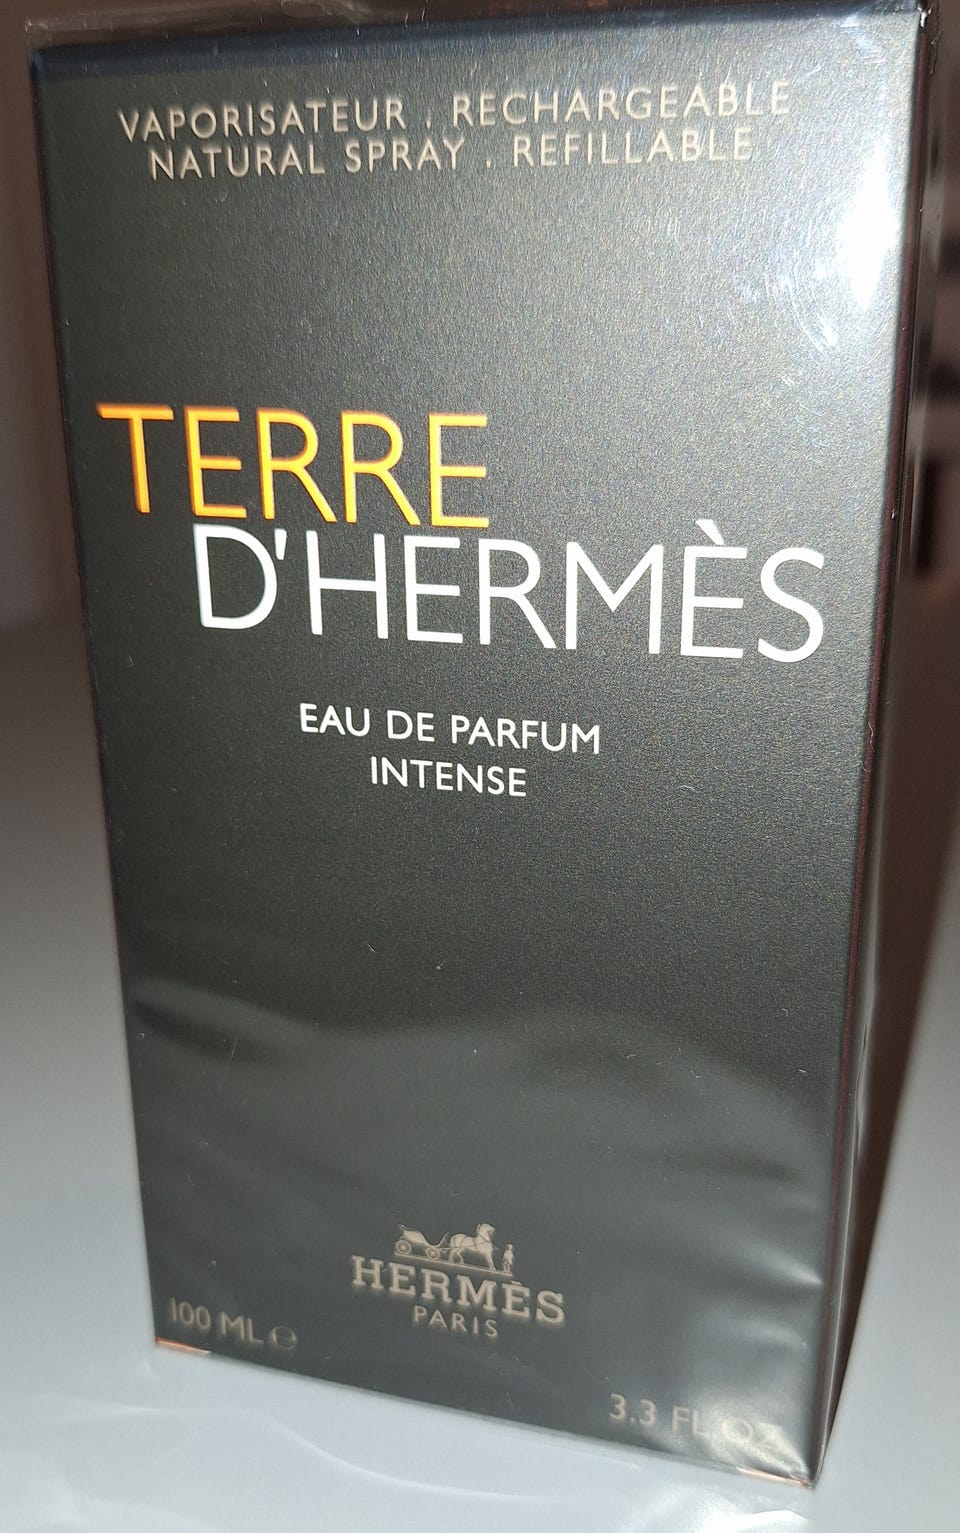 VAPORISATEUR . RECHARGEABLE
NATURAL SPRAY . REFILLABLE
TERRE
D'HERMÈS
EAU DE PARFUM
INTENSE
HERMÈS
PARIS
100 ML ℮
3.3 FL OZ